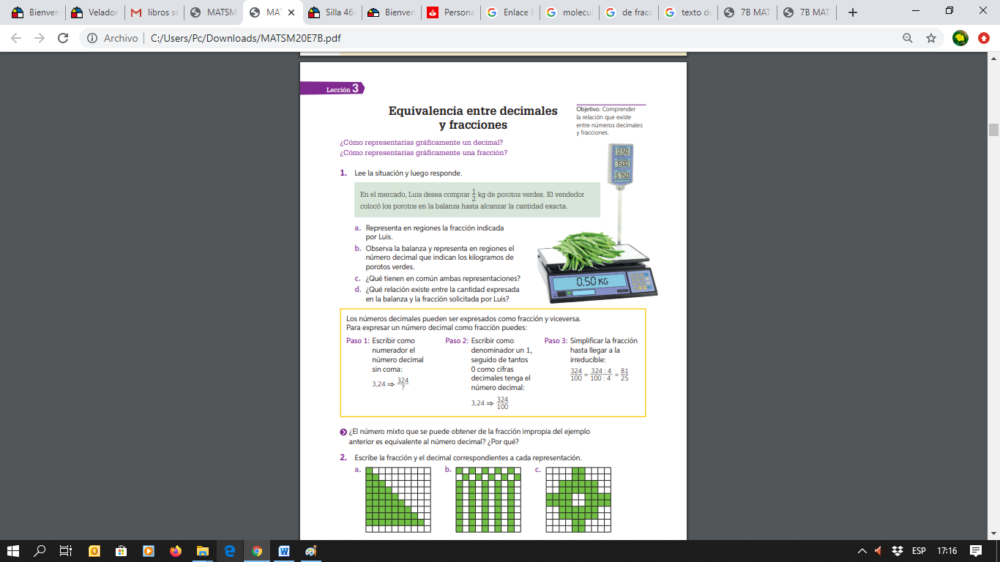 Bienven
Velador
libros se
MATSM
MAT
Silla 46
Bienven
Persona
Enlace
molecu
de fracc
texto de
7B MAT
7B MAT
Archivo
C:/Users/Pc/Downloads/MATSM20E7B.pdf
Lección 3
Equivalencia entre decimales
y fracciones
Objetivo: Comprender
la relación que existe
entre números decimales
y fracciones.
¿Cómo representarías gráficamente un decimal?
¿Cómo representarías gráficamente una fracción?
0.50
1500
$750
1. Lee la situación y luego responde.
En el mercado, Luis desea comprar 1/2 kg de porotos verdes. El vendedor
colocó los porotos en la balanza hasta alcanzar la cantidad exacta.
a. Representa en regiones la fracción indicada
por Luis.
b. Observa la balanza y representa en regiones el
número decimal que indican los kilogramos de
porotos verdes.
c. ¿Qué tienen en común ambas representaciones?
d. ¿Qué relación existe entre la cantidad expresada
en la balanza y la fracción solicitada por Luis?
0.50 KG
Los números decimales pueden ser expresados como fracción y viceversa.
Para expresar un número decimal como fracción puedes:
Paso 1: Escribir como
numerador el
número decimal
sin coma:
3,24 ⇒ 324/?
Paso 2: Escribir como
denominador un 1,
seguido de tantos
0 como cifras
decimales tenga el
número decimal:
3,24 ⇒ 324/100
Paso 3: Simplificar la fracción
hasta llegar a la
irreducible:
324/100 = 324 : 4/100 : 4 = 81/25
¿El número mixto que se puede obtener de la fracción impropia del ejemplo
anterior es equivalente al número decimal? ¿Por qué?
2. Escribe la fracción y el decimal correspondientes a cada representación.
a.
b.
c.
ESP
17:16